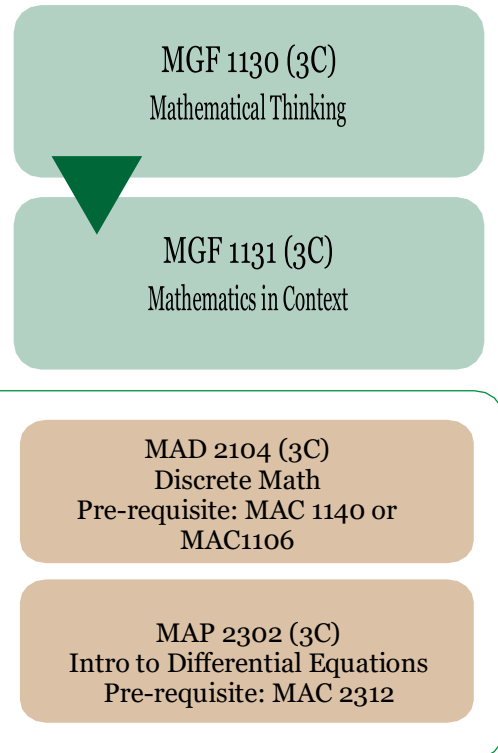 MGF 1130 (3C)
Mathematical Thinking
MGF 1131 (3C)
Mathematics in Context
MAD 2104 (3C)
Discrete Math
Pre-requisite: MAC 1140 or
MAC1106
MAP 2302 (3C)
Intro to Differential Equations
Pre-requisite: MAC 2312